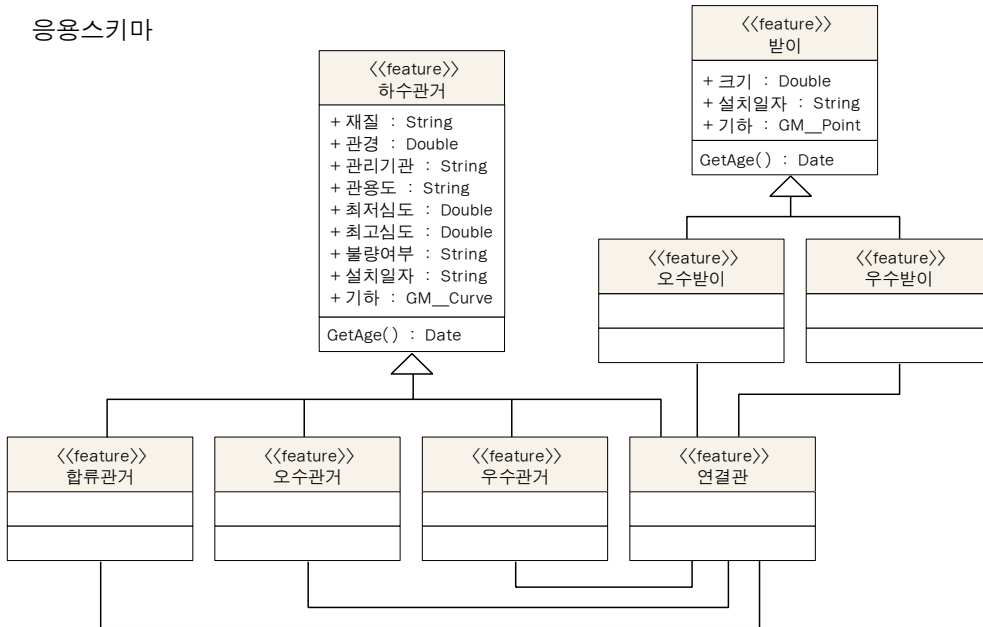 응용스키마
〈〈feature〉〉
하수관거
+ 재질 : String
+ 관경 : Double
+ 관리기관 : String
+ 관용도 : String
+ 최저심도 : Double
+ 최고심도 : Double
+ 불량여부 : String
+ 설치일자 : String
+ 기하 : GM__Curve
GetAge( ) : Date
〈〈feature〉〉
받이
+ 크기 : Double
+ 설치일자 : String
+ 기하 : GM__Point
GetAge( ) : Date
〈〈feature〉〉
오수받이
〈〈feature〉〉
우수받이
〈〈feature〉〉
합류관거
〈〈feature〉〉
오수관거
〈〈feature〉〉
우수관거
〈〈feature〉〉
연결관